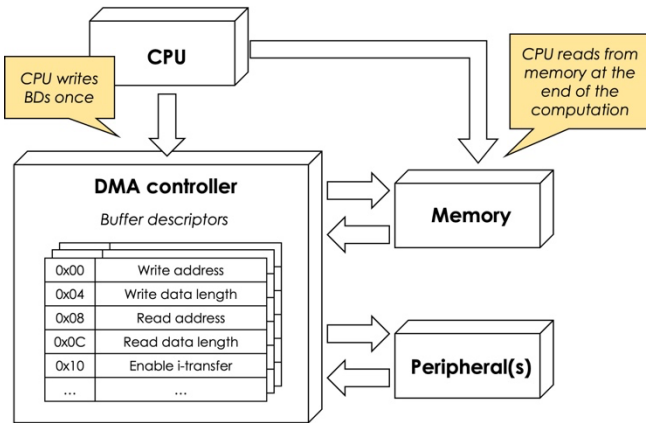 CPU
CPU writes
BDs once
CPU reads from
memory at the
end of the
computation
DMA controller
Buffer descriptors
0x00 Write address
0x04 Write data length
0x08 Read address
0x0C Read data length
0x10 Enable i-transfer
... ...
Memory
Peripheral(s)